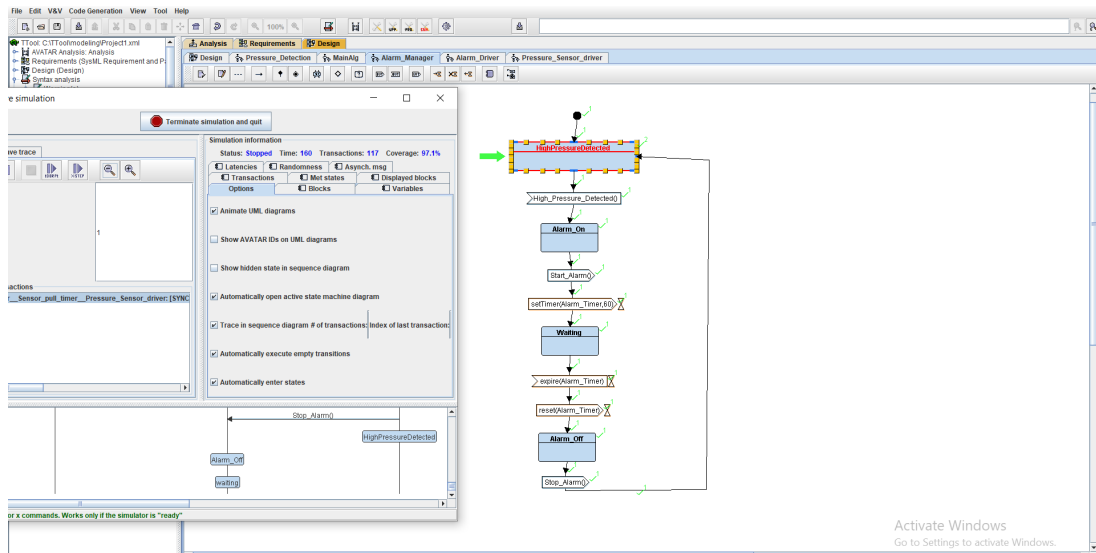 File Edit V&V Code Generation View Tool Help
100%
TTool: C:\TTool\modeling\Project1.xml
AVATAR Analysis: Analysis
Requirements (SysML Requirement and Pa
Design (Design)
Syntax analysis
Analysis Requirements Design
Design Pressure_Detection MainAlg Alarm_Manager Alarm_Driver Pressure_Sensor_driver
e simulation
Terminate simulation and quit
ave trace
1
sactions
r__Sensor_pull_timer__Pressure_Sensor_driver: [SYNC
Simulation information
Status: Stopped Time: 160 Transactions: 117 Coverage: 97.1%
Latencies Randomness Asynch. msg
Transactions Met states Displayed blocks
Options Blocks Variables
Animate UML diagrams
Show AVATAR IDs on UML diagrams
Show hidden state in sequence diagram
Automatically open active state machine diagram
Trace in sequence diagram # of transactions: Index of last transaction:
Automatically execute empty transitions
Automatically enter states
Stop_Alarm()
HighPressureDetected
Alarm_Off
waiting
or x commands. Works only if the simulator is "ready"
HighPressureDetected
High_Pressure_Detected()
Alarm_On
Start_Alarm()
setTimer(Alarm_Timer,60)
Waiting
expire(Alarm_Timer)
reset(Alarm_Timer)
Alarm_Off
Stop_Alarm()
Activate Windows
Go to Settings to activate Windows.